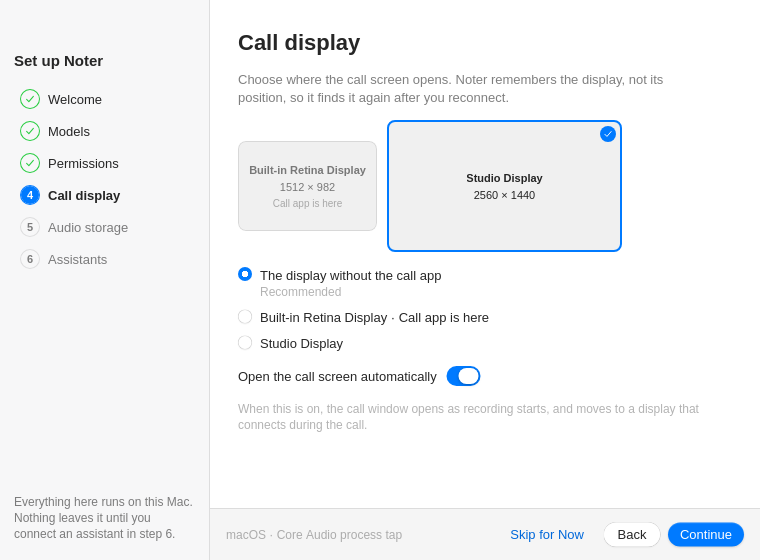 Set up Noter
Welcome
Models
Permissions
4 Call display
5 Audio storage
6 Assistants
Everything here runs on this Mac.
Nothing leaves it until you
connect an assistant in step 6.
Call display
Choose where the call screen opens. Noter remembers the display, not its
position, so it finds it again after you reconnect.
Built-in Retina Display
1512 × 982
Call app is here
Studio Display
2560 × 1440
The display without the call app
Recommended
Built-in Retina Display · Call app is here
Studio Display
Open the call screen automatically
When this is on, the call window opens as recording starts, and moves to a display that
connects during the call.
macOS · Core Audio process tap
Skip for Now
Back
Continue